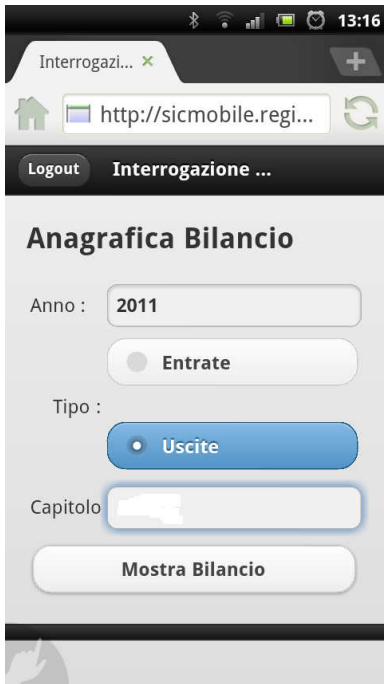 13:16
Interrogazi... ×
+
http://sicmobile.regi...
Logout Interrogazione ...
Anagrafica Bilancio
Anno : 2011
Entrate
Tipo :
Uscite
Capitolo
Mostra Bilancio